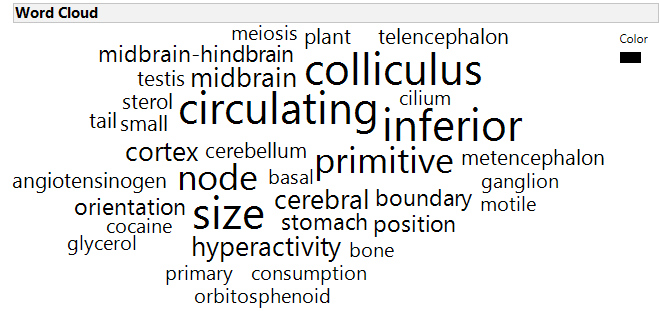 Word Cloud
meiosis plant telencephalon
Color
midbrain-hindbrain
colliculus
testis midbrain
sterol circulating cilium
tail small inferior
cortex cerebellum primitive metencephalon
angiotensinogen node basal ganglion
orientation size cerebral boundary motile
cocaine stomach position
glycerol hyperactivity bone
primary consumption
orbitosphenoid